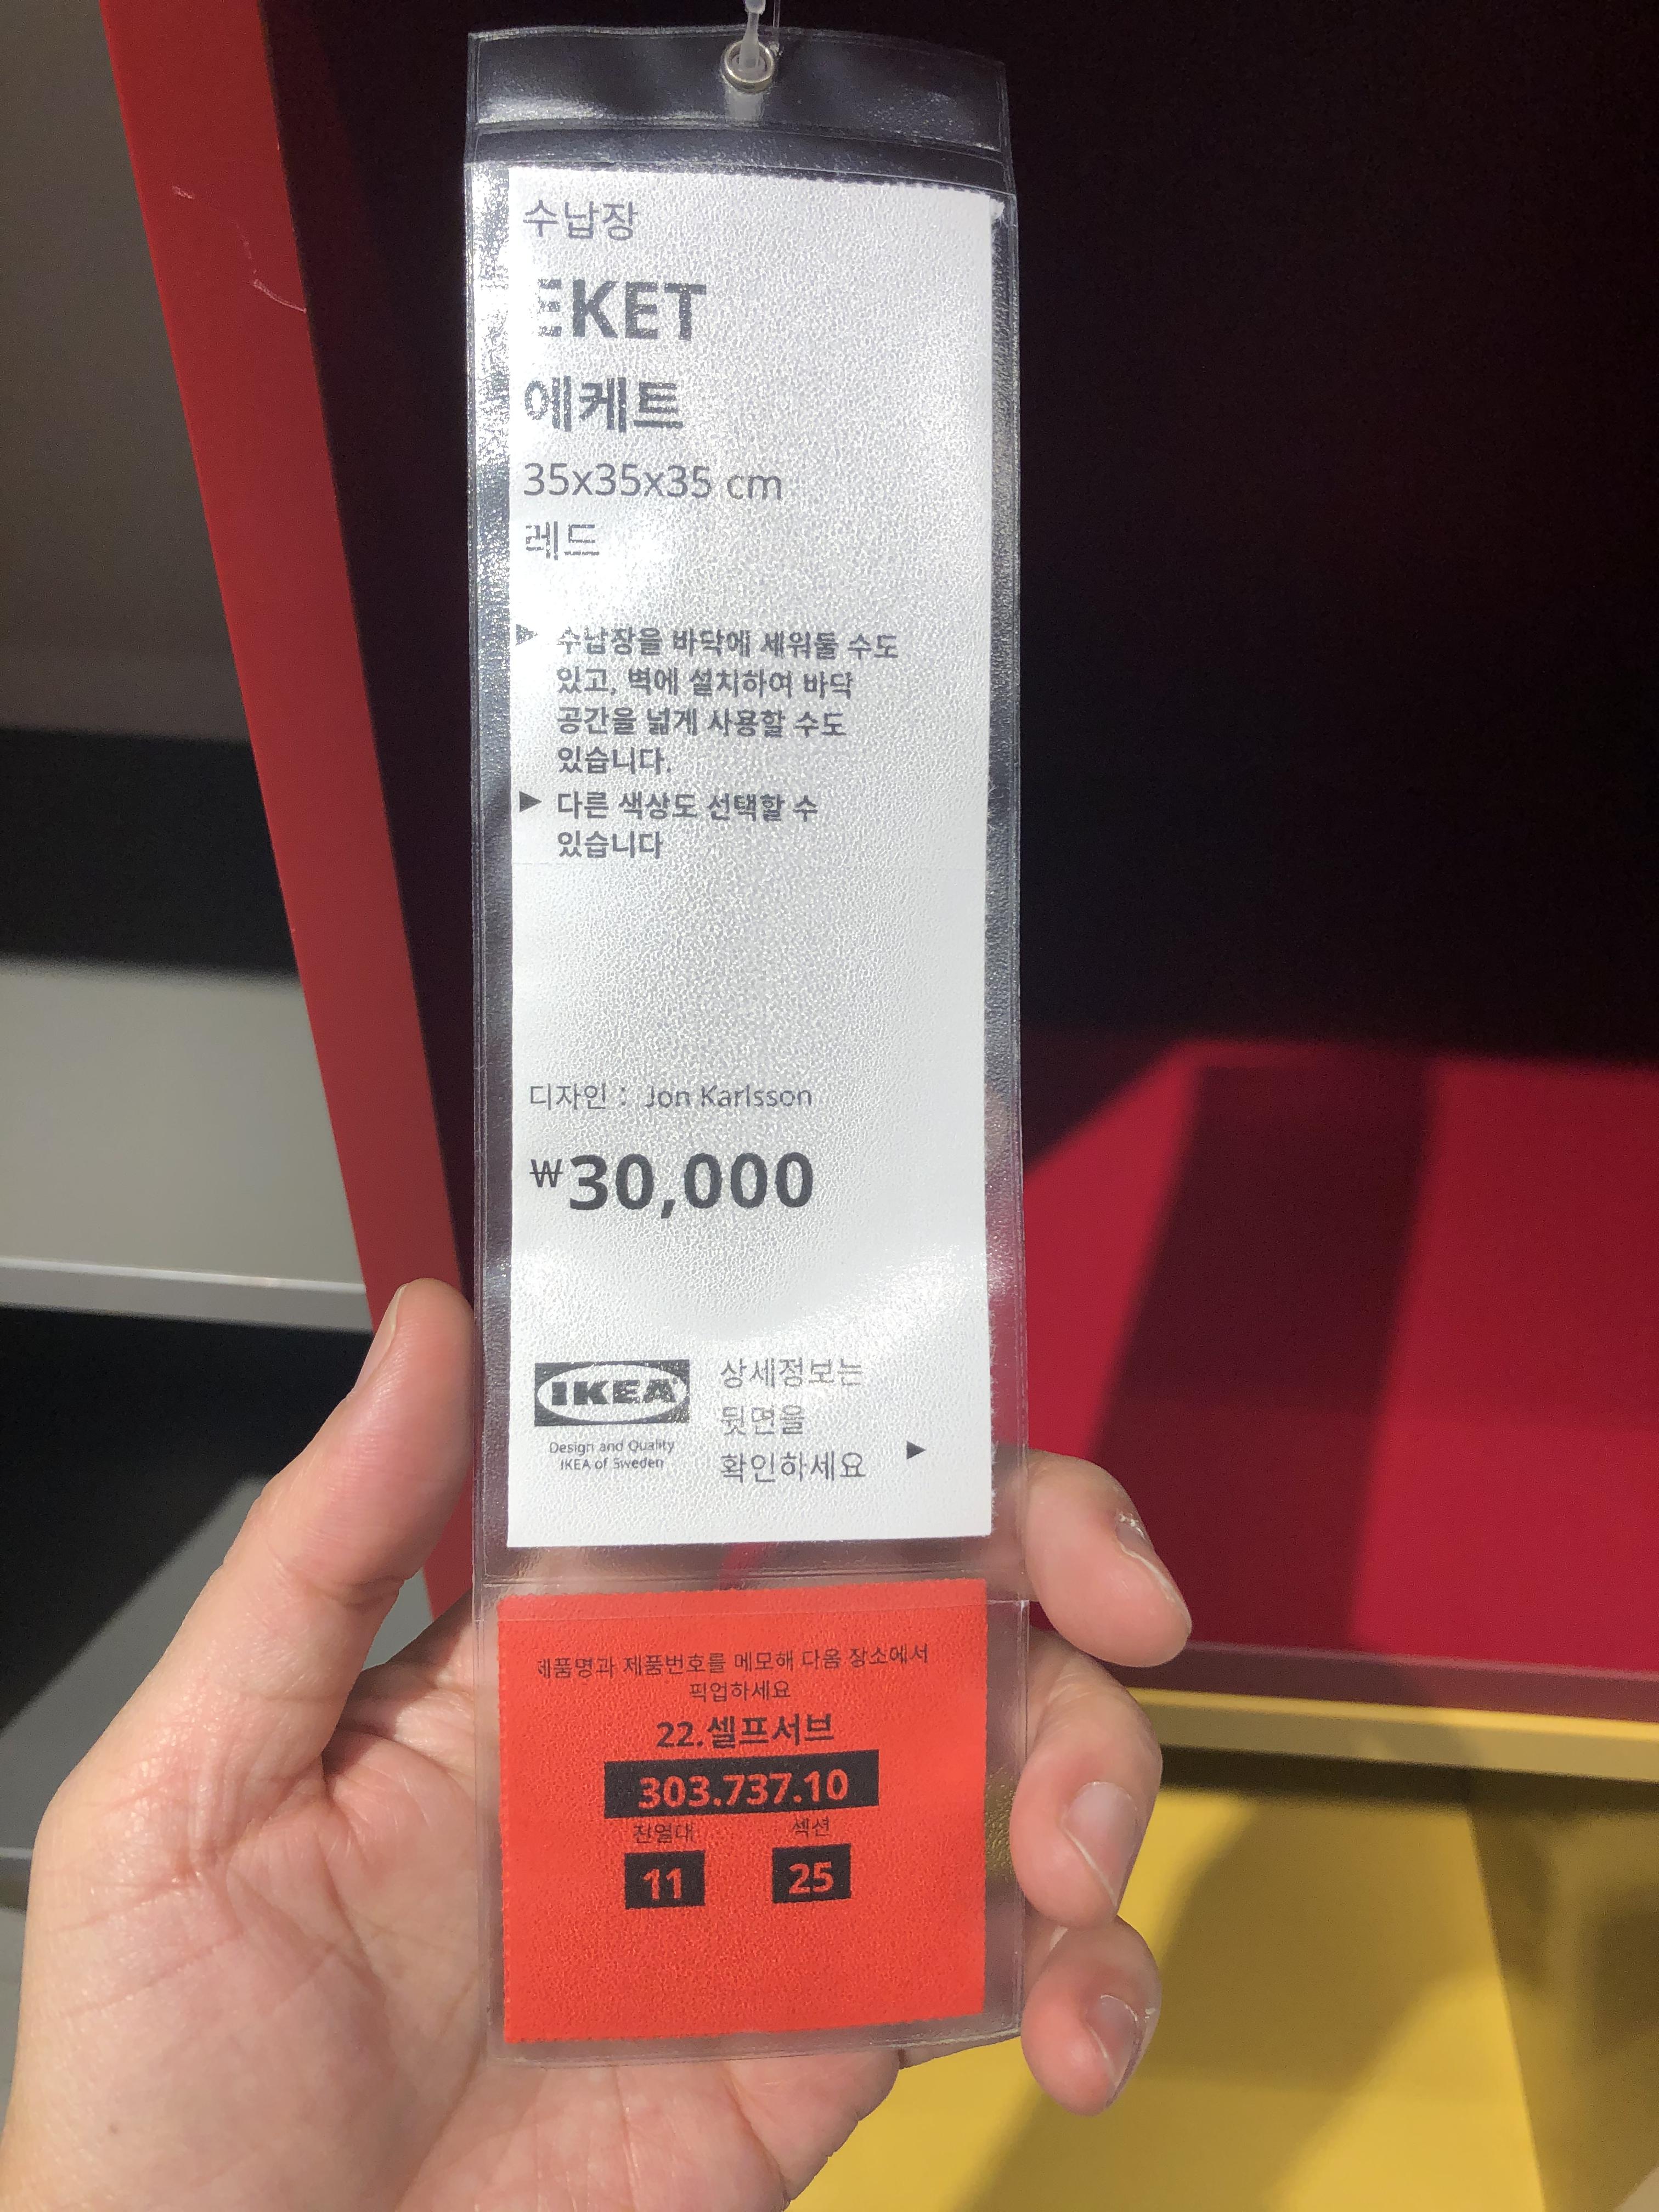 수납장
EKET
에케트
35x35x35 cm
레드
▶ 수납장을 바닥에 세워둘 수도
있고, 벽에 설치하여 바닥
공간을 넓게 사용할 수도
있습니다.
▶ 다른 색상도 선택할 수
있습니다
디자인 : Jon Karlsson
₩30,000
IKEA
Design and Quality
IKEA of Sweden
상세정보는
뒷면을
확인하세요 ▶
제품명과 제품번호를 메모해 다음 장소에서
픽업하세요
22.셀프서브
303.737.10
진열대 섹션
11 25